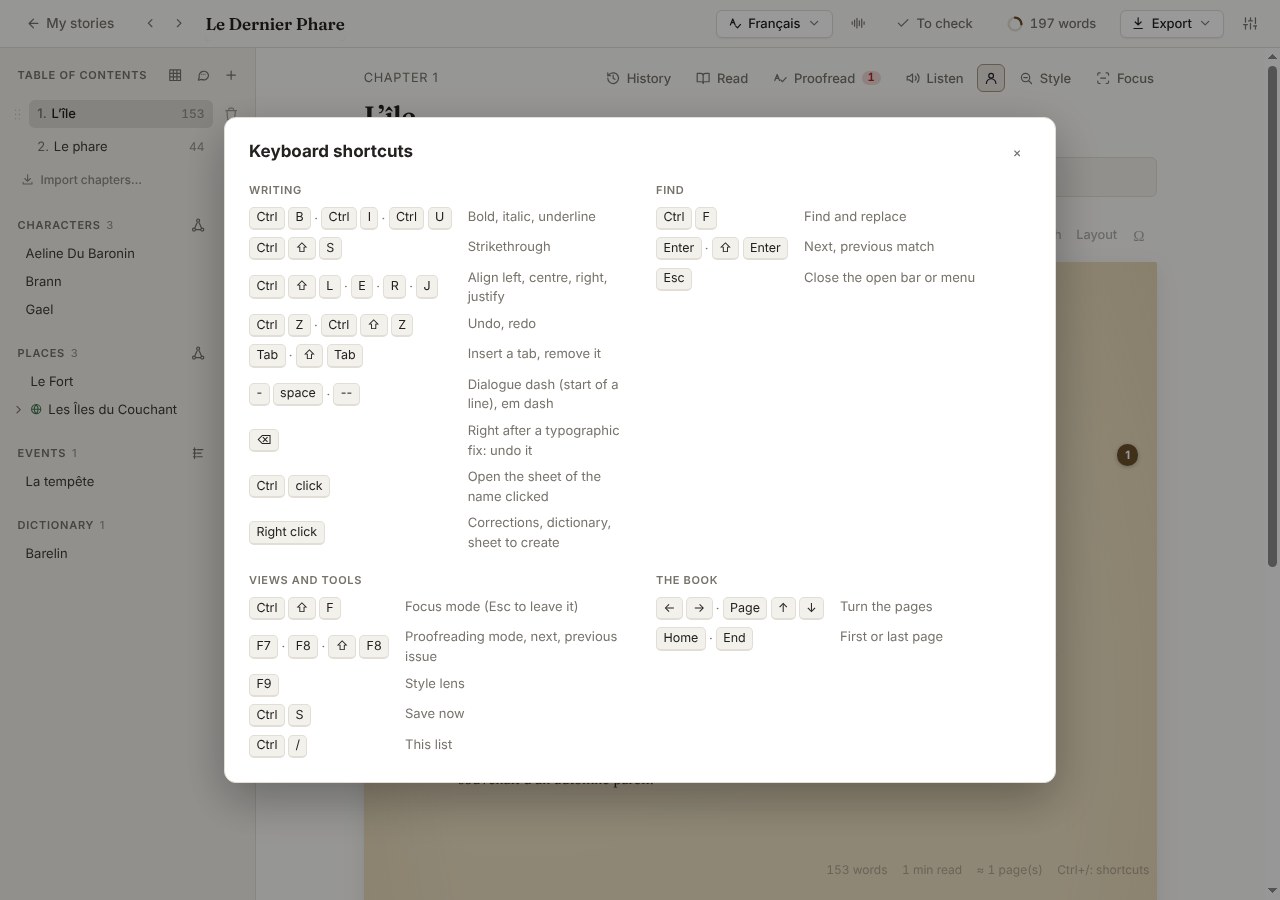 My stories
Le Dernier Phare
Français
To check
197 words
Export
TABLE OF CONTENTS
1. L'île 153
2. Le phare 44
Import chapters...
CHARACTERS 3
Aeline Du Baronin
Brann
Gael
PLACES 3
Le Fort
Les Îles du Couchant
EVENTS 1
La tempête
DICTIONARY 1
Barelin
CHAPTER 1
History
Read
Proofread 1
Listen
Style
Focus
L'île
Layout
Ω
1
Keyboard shortcuts
×
WRITING
Ctrl B · Ctrl I · Ctrl U Bold, italic, underline
Ctrl ⇧ S Strikethrough
Ctrl ⇧ L · E · R · J Align left, centre, right,
justify
Ctrl Z · Ctrl ⇧ Z Undo, redo
Tab · ⇧ Tab Insert a tab, remove it
- space · -- Dialogue dash (start of a
line), em dash
⌫ Right after a typographic
fix: undo it
Ctrl click Open the sheet of the
name clicked
Right click Corrections, dictionary,
sheet to create
FIND
Ctrl F Find and replace
Enter · ⇧ Enter Next, previous match
Esc Close the open bar or menu
VIEWS AND TOOLS
Ctrl ⇧ F Focus mode (Esc to leave it)
F7 · F8 · ⇧ F8 Proofreading mode, next, previous
issue
F9 Style lens
Ctrl S Save now
Ctrl / This list
THE BOOK
← → · Page ↑ ↓ Turn the pages
Home · End First or last page
153 words 1 min read ≈ 1 page(s) Ctrl+/: shortcuts